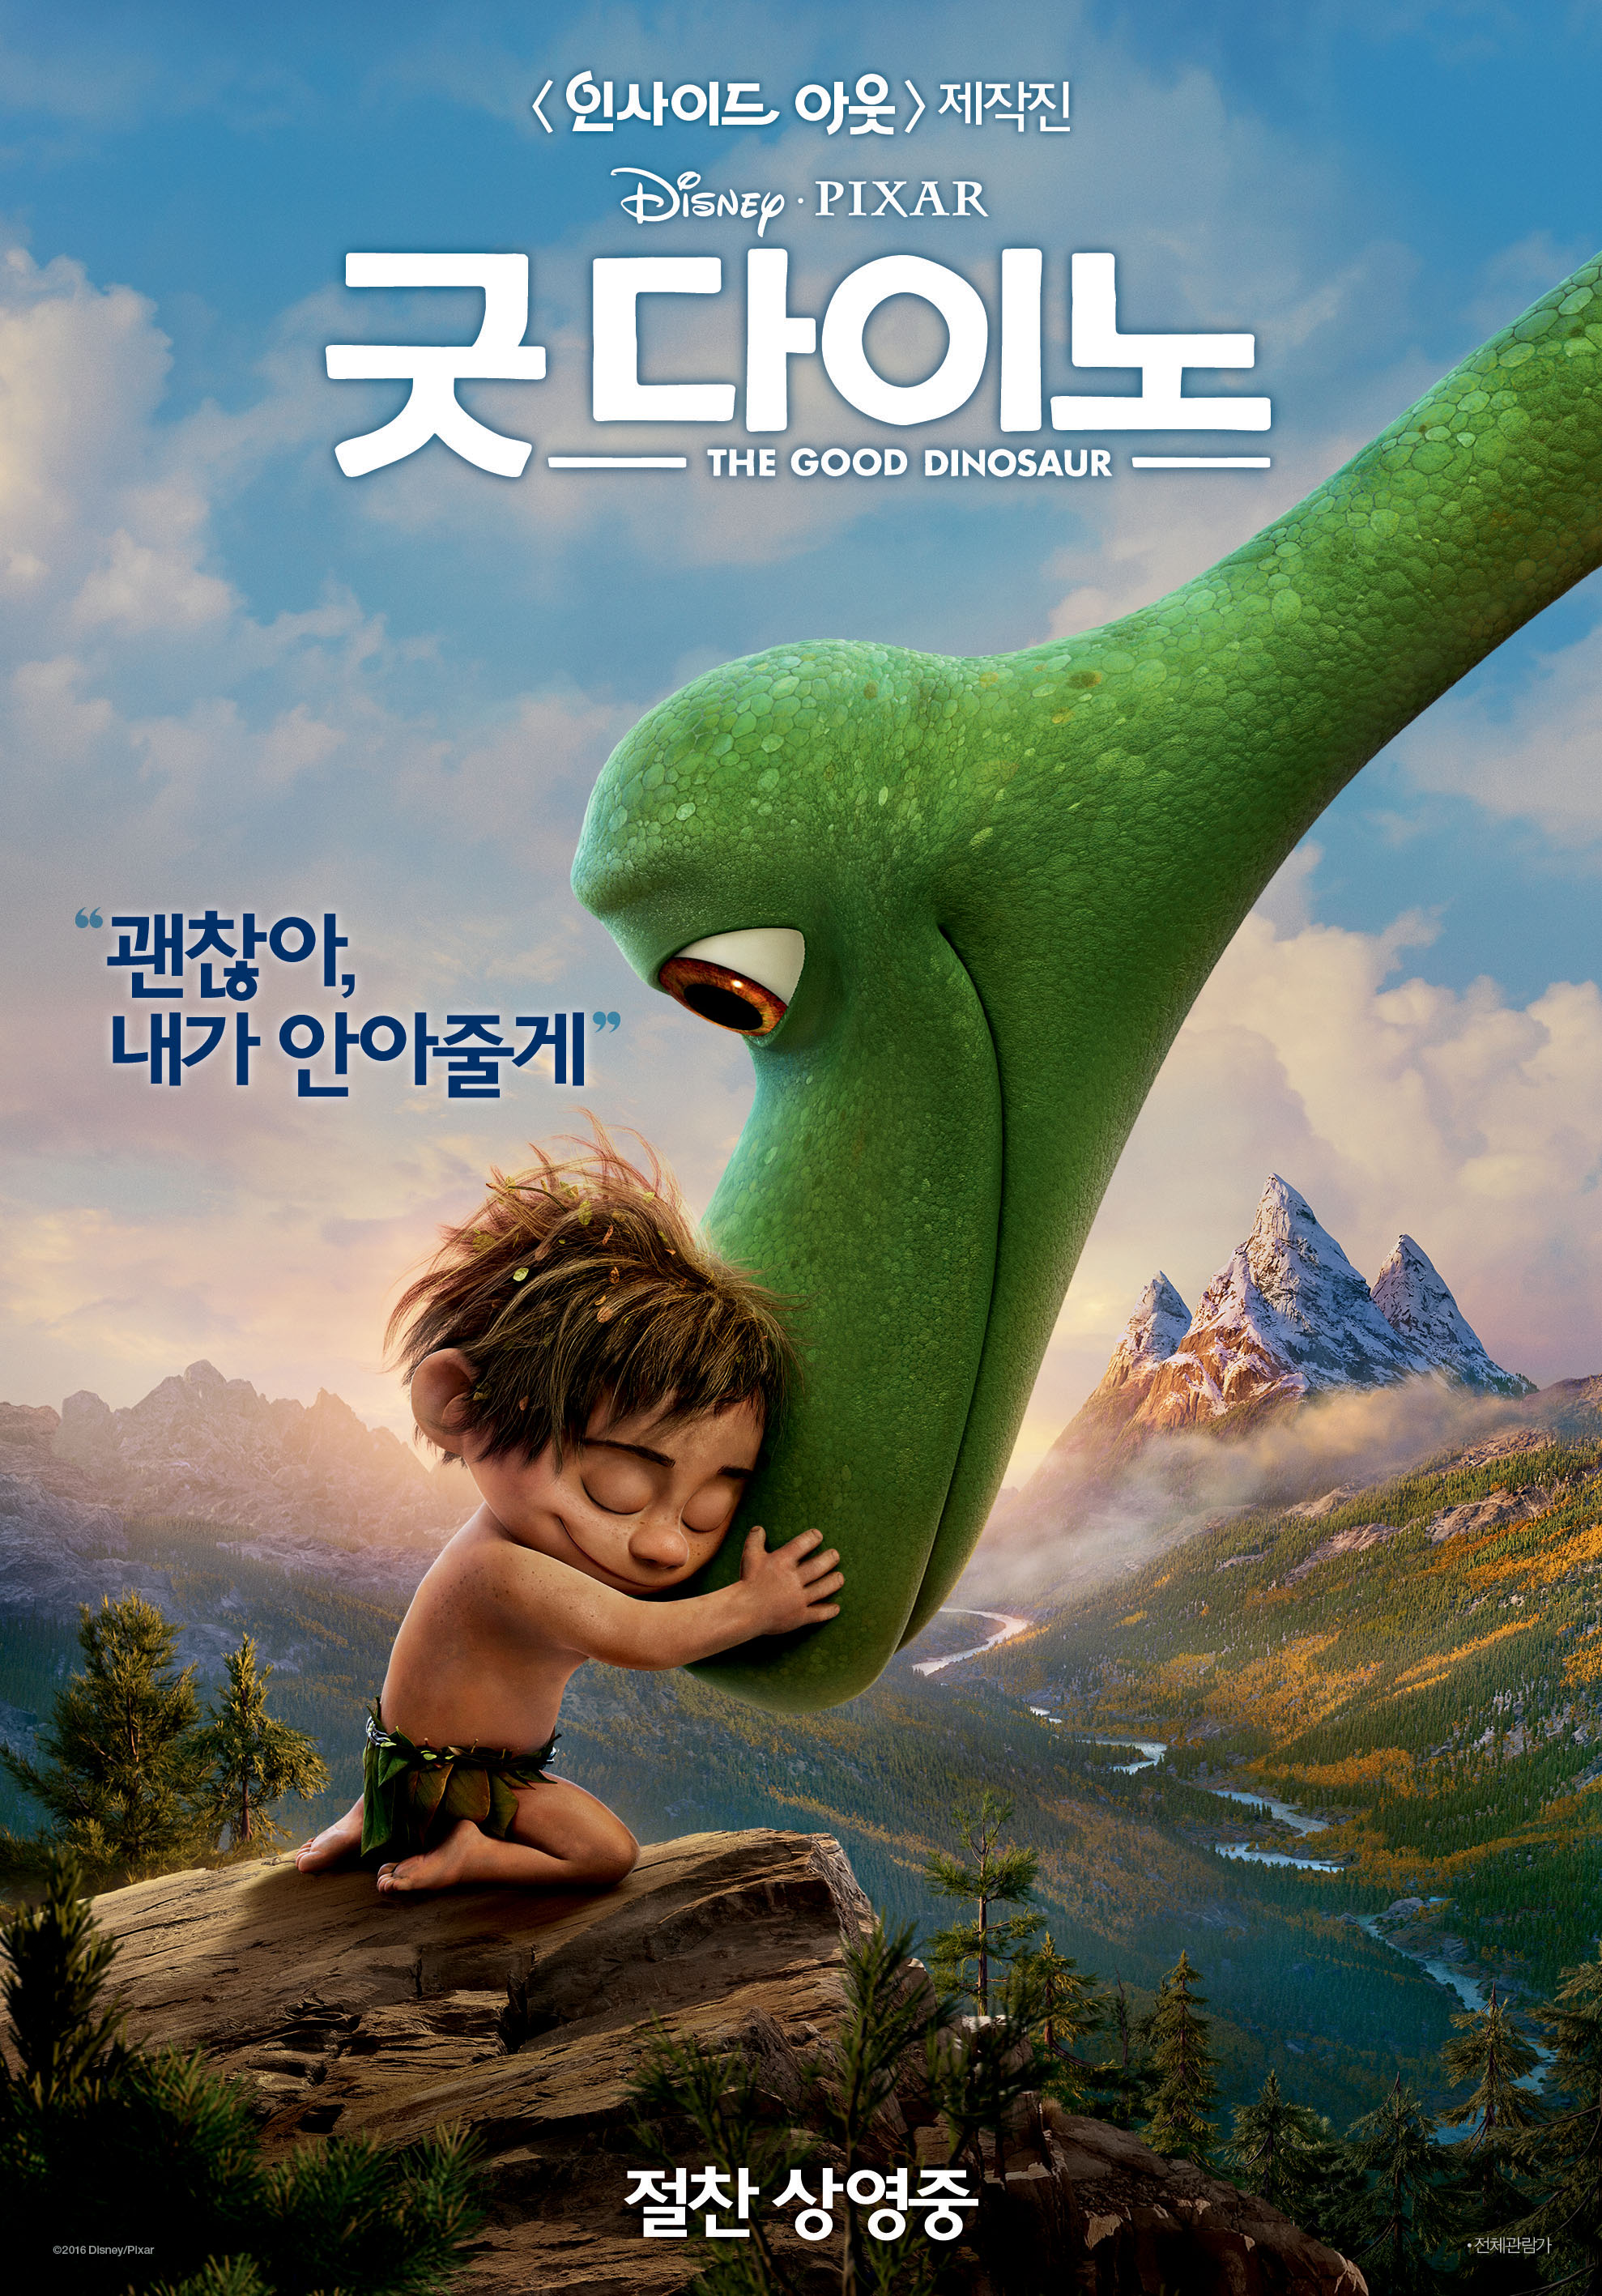 <인사이드 아웃> 제작진
DISNEY · PIXAR
굿 다이노
THE GOOD DINOSAUR
“괜찮아,
내가 안아줄게”
절찬 상영중
©2016 Disney/Pixar
• 전체관람가